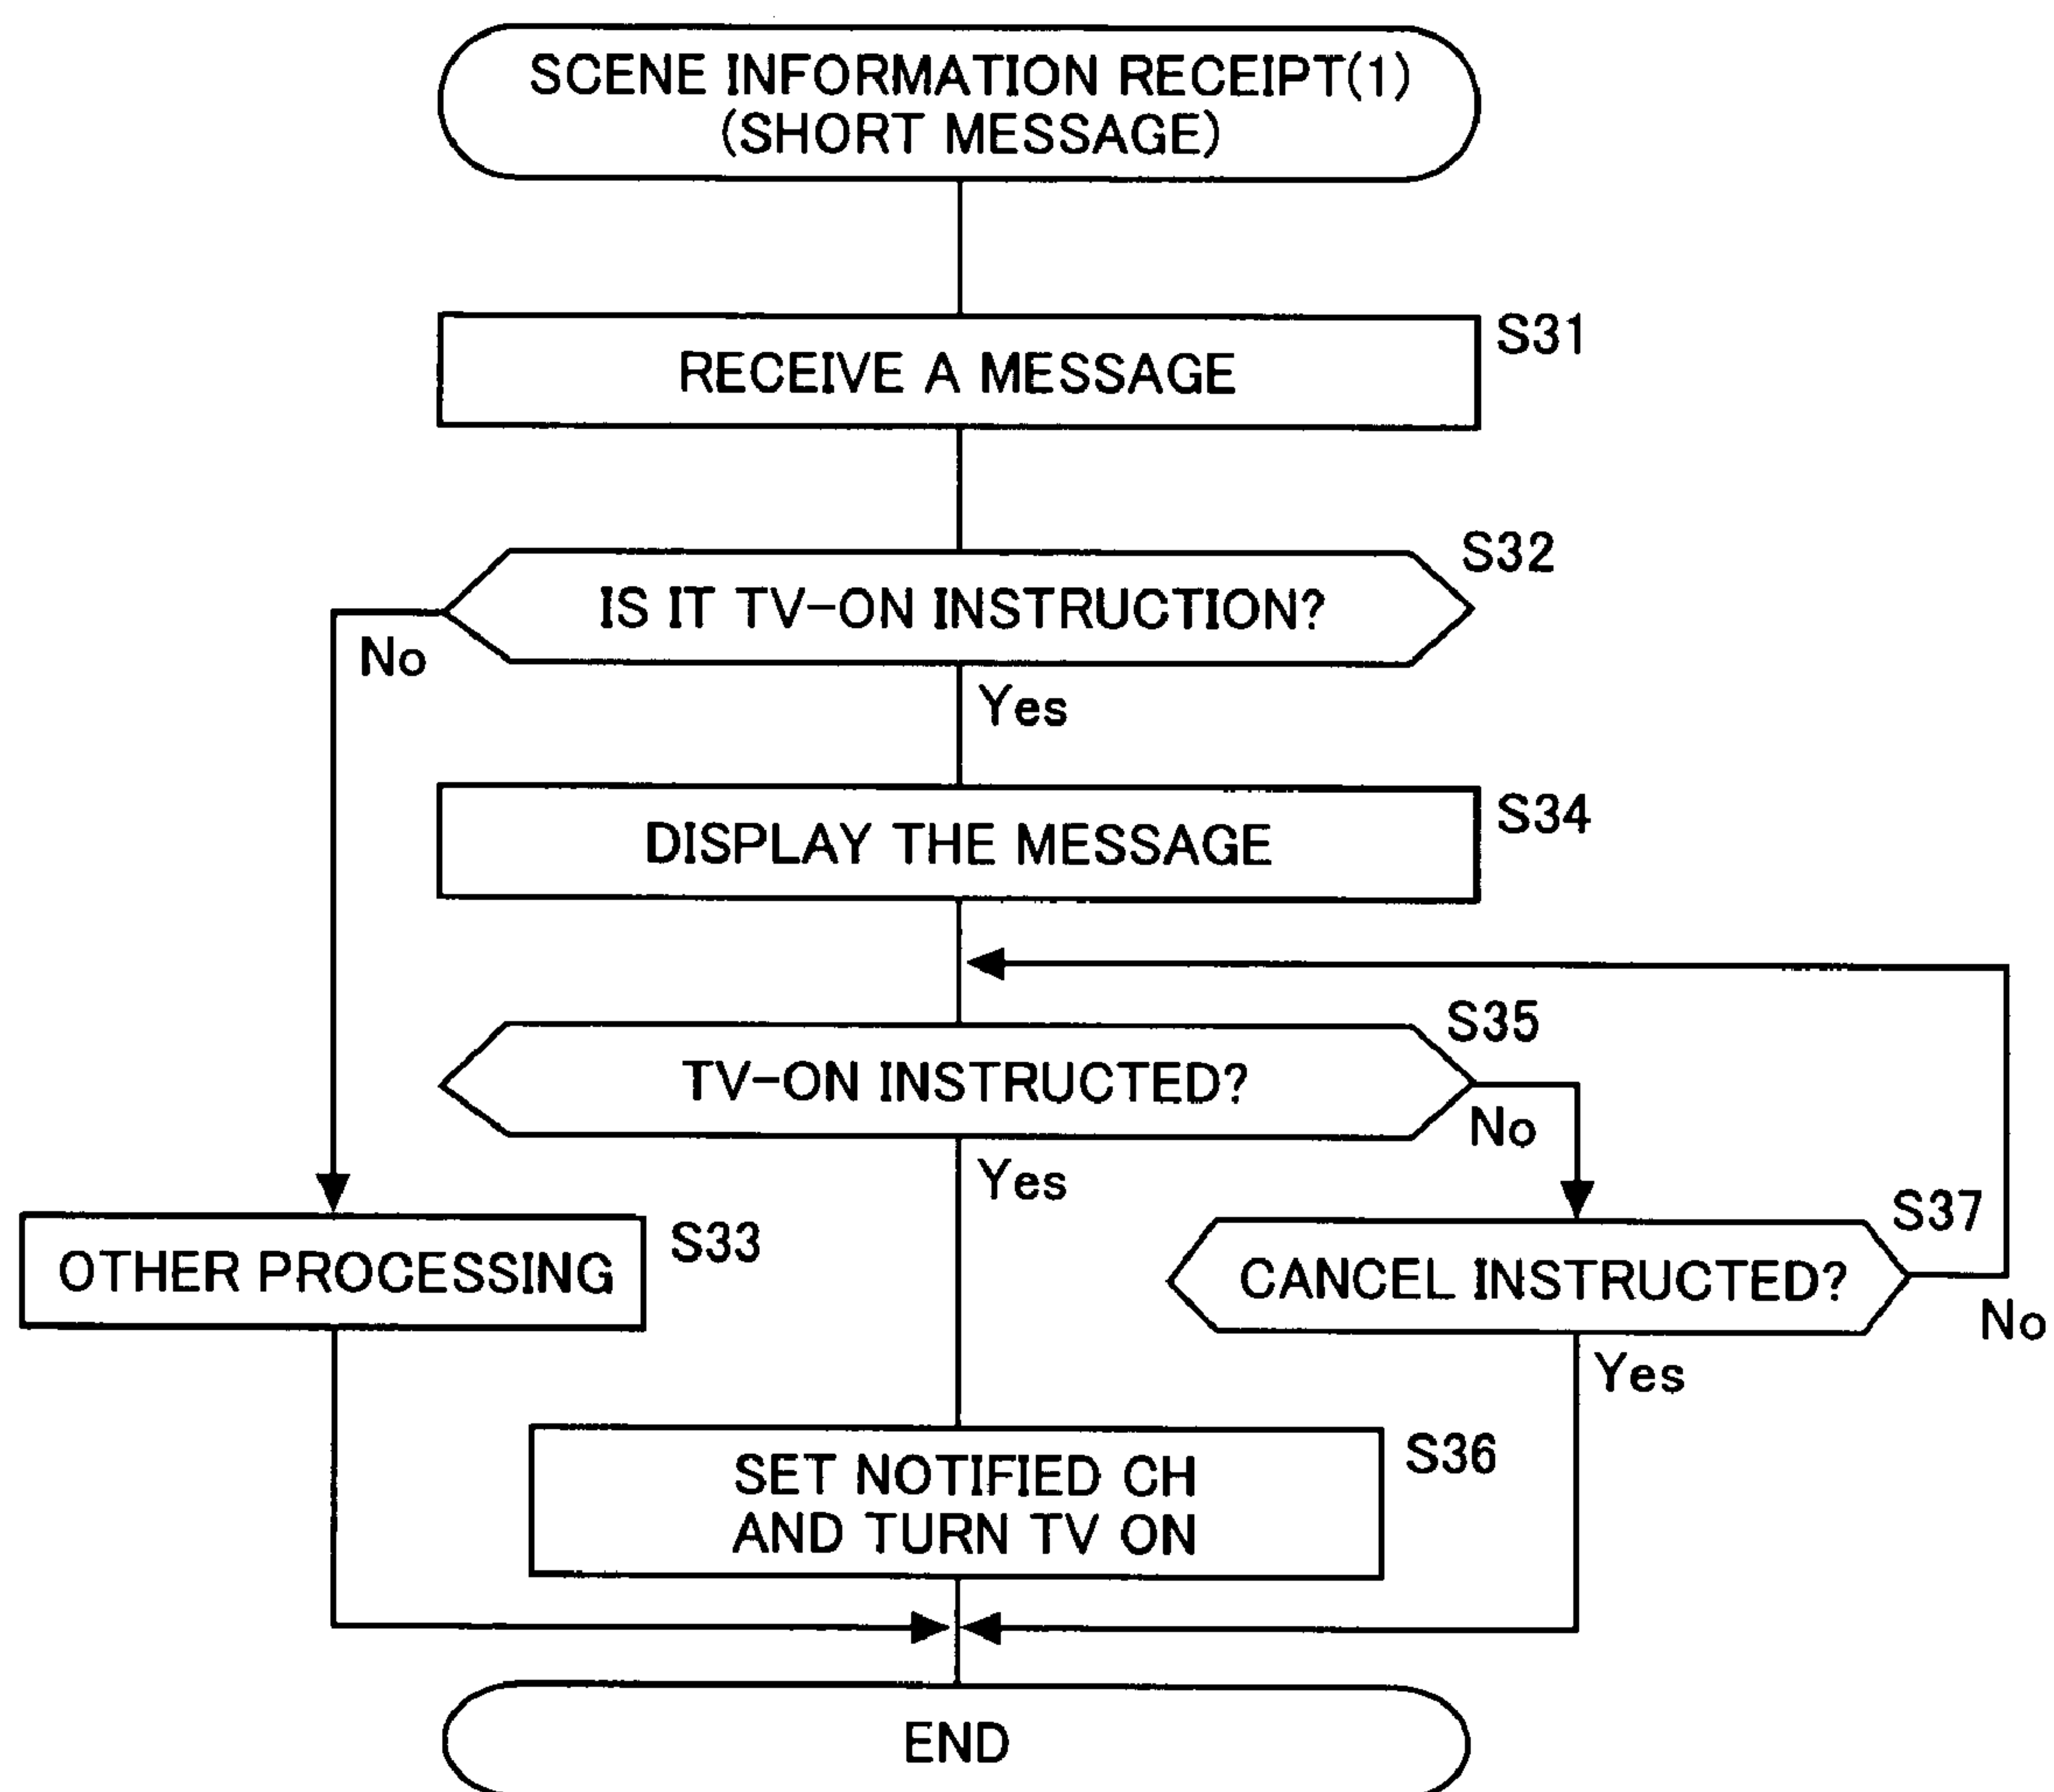 SCENE INFORMATION RECEIPT(1)
(SHORT MESSAGE)
S31
RECEIVE A MESSAGE
S32
IS IT TV-ON INSTRUCTION?
No
Yes
S34
DISPLAY THE MESSAGE
S35
TV-ON INSTRUCTED?
No
Yes
S33
OTHER PROCESSING
S37
CANCEL INSTRUCTED?
No
Yes
S36
SET NOTIFIED CH
AND TURN TV ON
END